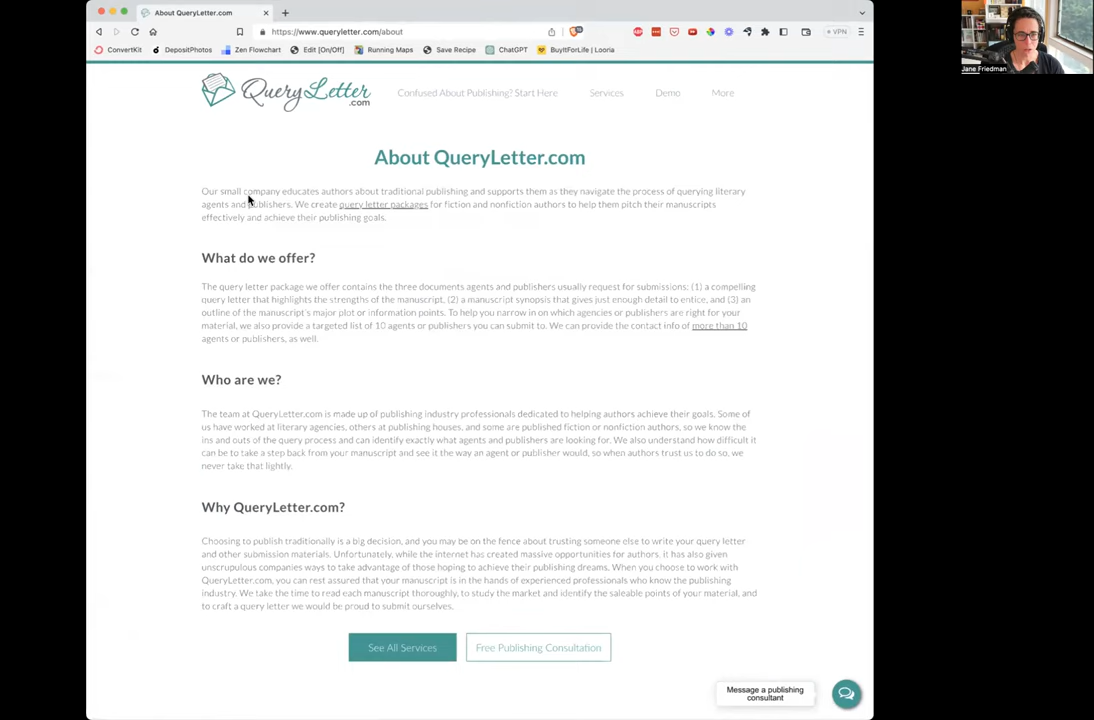 About QueryLetter.com
https://www.queryletter.com/about
VPN
ConvertKit
DepositPhotos
Zen Flowchart
Edit [On/Off]
Running Maps
Save Recipe
ChatGPT
BuyItForLife | Looria
Jane Friedman
QueryLetter
.com
Confused About Publishing? Start Here
Services
Demo
More
About QueryLetter.com
Our small company educates authors about traditional publishing and supports them as they navigate the process of querying literary
agents and publishers. We create query letter packages for fiction and nonfiction authors to help them pitch their manuscripts
effectively and achieve their publishing goals.
What do we offer?
The query letter package we offer contains the three documents agents and publishers usually request for submissions: (1) a compelling
query letter that highlights the strengths of the manuscript, (2) a manuscript synopsis that gives just enough detail to entice, and (3) an
outline of the manuscript's major plot or information points. To help you narrow in on which agencies or publishers are right for your
material, we also provide a targeted list of 10 agents or publishers you can submit to. We can provide the contact info of more than 10
agents or publishers, as well.
Who are we?
The team at QueryLetter.com is made up of publishing industry professionals dedicated to helping authors achieve their goals. Some of
us have worked at literary agencies, others at publishing houses, and some are published fiction or nonfiction authors, so we know the
ins and outs of the query process and can identify exactly what agents and publishers are looking for. We also understand how difficult it
can be to take a step back from your manuscript and see it the way an agent or publisher would, so when authors trust us to do so, we
never take that lightly.
Why QueryLetter.com?
Choosing to publish traditionally is a big decision, and you may be on the fence about trusting someone else to write your query letter
and other submission materials. Unfortunately, while the internet has created massive opportunities for authors, it has also given
unscrupulous companies ways to take advantage of those hoping to achieve their publishing dreams. When you choose to work with
QueryLetter.com, you can rest assured that your manuscript is in the hands of experienced professionals who know the publishing
industry. We take the time to read each manuscript thoroughly, to study the market and identify the saleable points of your material, and
to craft a query letter we would be proud to submit ourselves.
See All Services
Free Publishing Consultation
Message a publishing
consultant